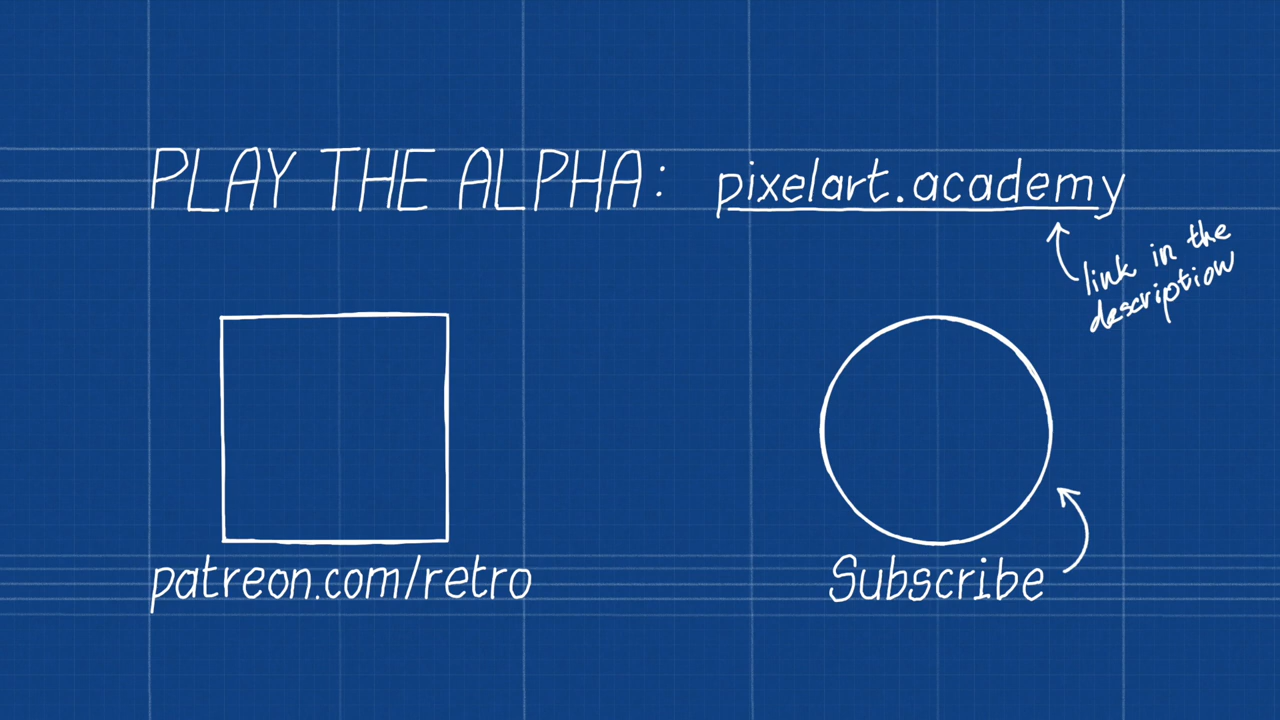 PLAY THE ALPHA: pixelart.academy
link in the
description
patreon.com/retro
Subscribe